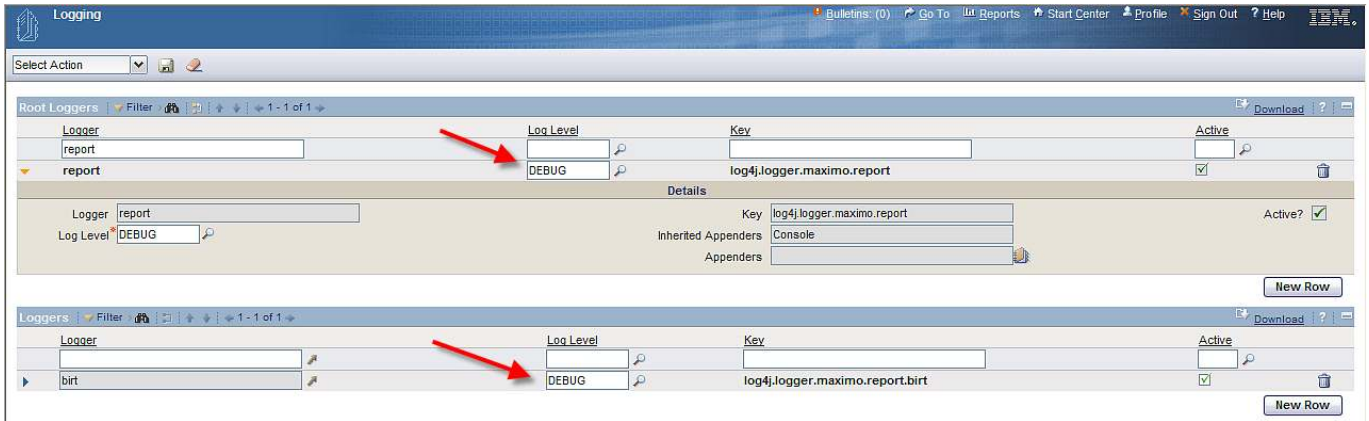 Logging
Bulletins: (0) Go To Reports Start Center Profile Sign Out ? Help IBM.
Select Action
Root Loggers Filter 1 - 1 of 1 Download ?
Logger Log Level Key Active
report
report DEBUG log4j.logger.maximo.report
Details
Logger report Key log4j.logger.maximo.report Active?
Log Level * DEBUG Inherited Appenders Console
Appenders
New Row
Loggers Filter 1 - 1 of 1 Download ?
Logger Log Level Key Active
birt DEBUG log4j.logger.maximo.report.birt
New Row